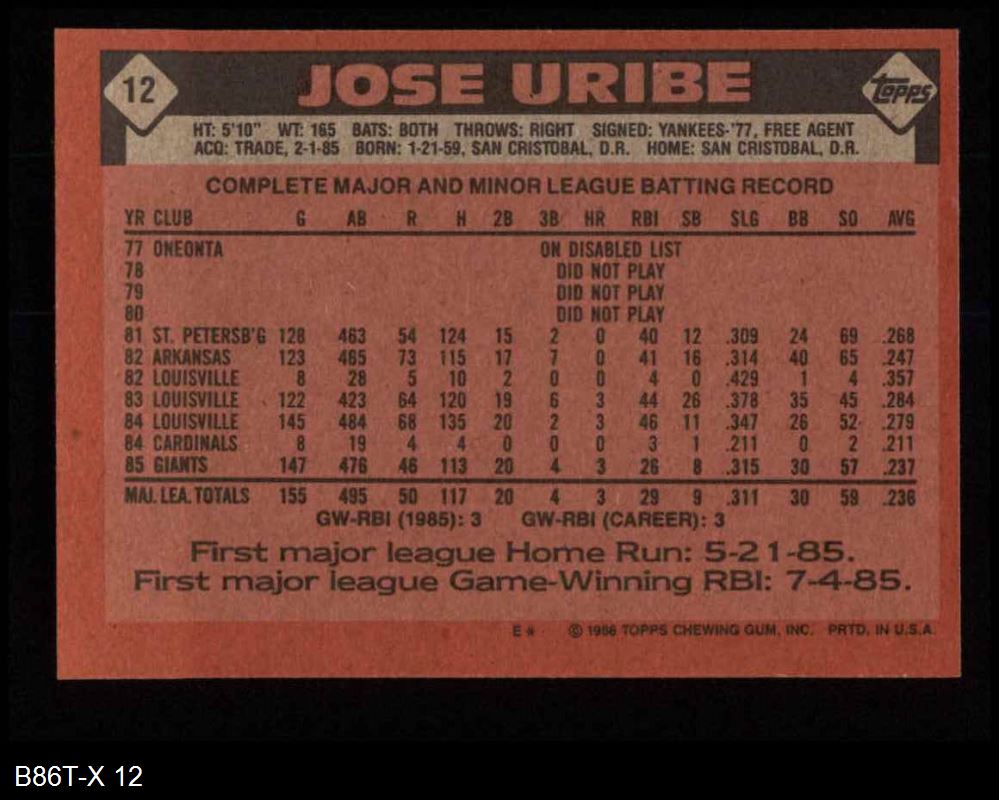 12
JOSE URIBE
TOPPS
HT: 5'10" WT: 165 BATS: BOTH THROWS: RIGHT SIGNED: YANKEES-'77, FREE AGENT
ACQ: TRADE, 2-1-85 BORN: 1-21-59, SAN CRISTOBAL, D.R. HOME: SAN CRISTOBAL, D.R.
COMPLETE MAJOR AND MINOR LEAGUE BATTING RECORD
YR CLUB G AB R H 2B 3B HR RBI SB SLG BB SO AVG
77 ONEONTA ON DISABLED LIST
78 DID NOT PLAY
79 DID NOT PLAY
80 DID NOT PLAY
81 ST. PETERSB'G 128 463 54 124 15 2 0 40 12 .309 24 69 .268
82 ARKANSAS 123 465 73 115 17 7 0 41 16 .314 40 65 .247
82 LOUISVILLE 8 28 5 10 2 0 0 4 0 .429 1 4 .357
83 LOUISVILLE 122 423 64 120 19 6 3 44 26 .378 35 45 .284
84 LOUISVILLE 145 484 68 135 20 2 3 46 11 .347 26 52 .279
84 CARDINALS 8 19 4 4 0 0 0 3 1 .211 0 2 .211
85 GIANTS 147 476 46 113 20 4 3 26 8 .315 30 57 .237
MAJ. LEA. TOTALS 155 495 50 117 20 4 3 29 9 .311 30 59 .236
GW-RBI (1985): 3 GW-RBI (CAREER): 3
First major league Home Run: 5-21-85.
First major league Game-Winning RBI: 7-4-85.
E* © 1986 TOPPS CHEWING GUM, INC. PRTD. IN U.S.A.
B86T-X 12